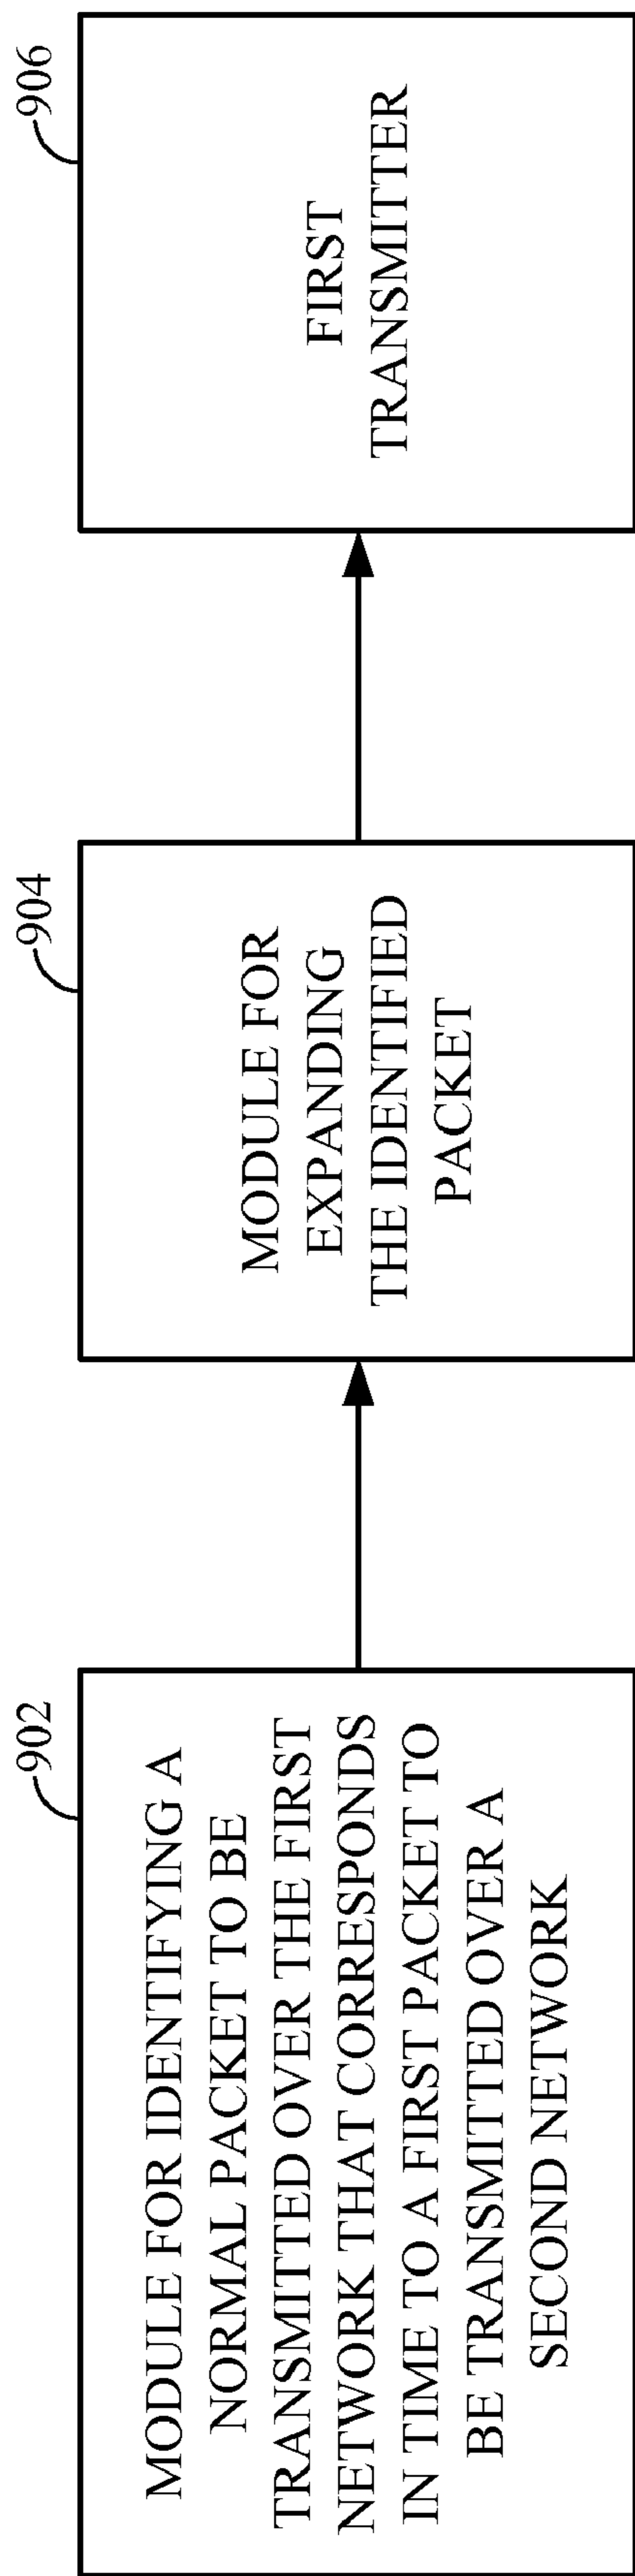 902
MODULE FOR IDENTIFYING A
NORMAL PACKET TO BE
TRANSMITTED OVER THE FIRST
NETWORK THAT CORRESPONDS
IN TIME TO A FIRST PACKET TO
BE TRANSMITTED OVER A
SECOND NETWORK
904
MODULE FOR
EXPANDING
THE IDENTIFIED
PACKET
906
FIRST
TRANSMITTER